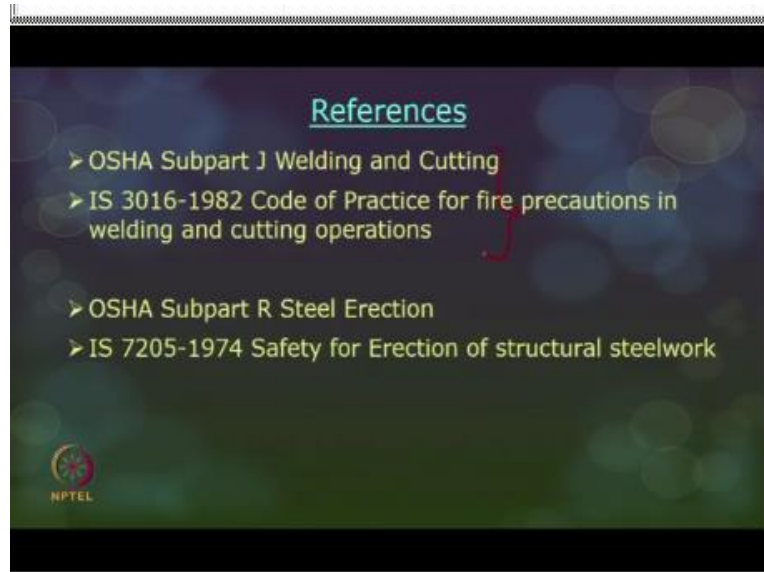 References
➢ OSHA Subpart J Welding and Cutting
➢ IS 3016-1982 Code of Practice for fire precautions in
welding and cutting operations
➢ OSHA Subpart R Steel Erection
➢ IS 7205-1974 Safety for Erection of structural steelwork
NPTEL